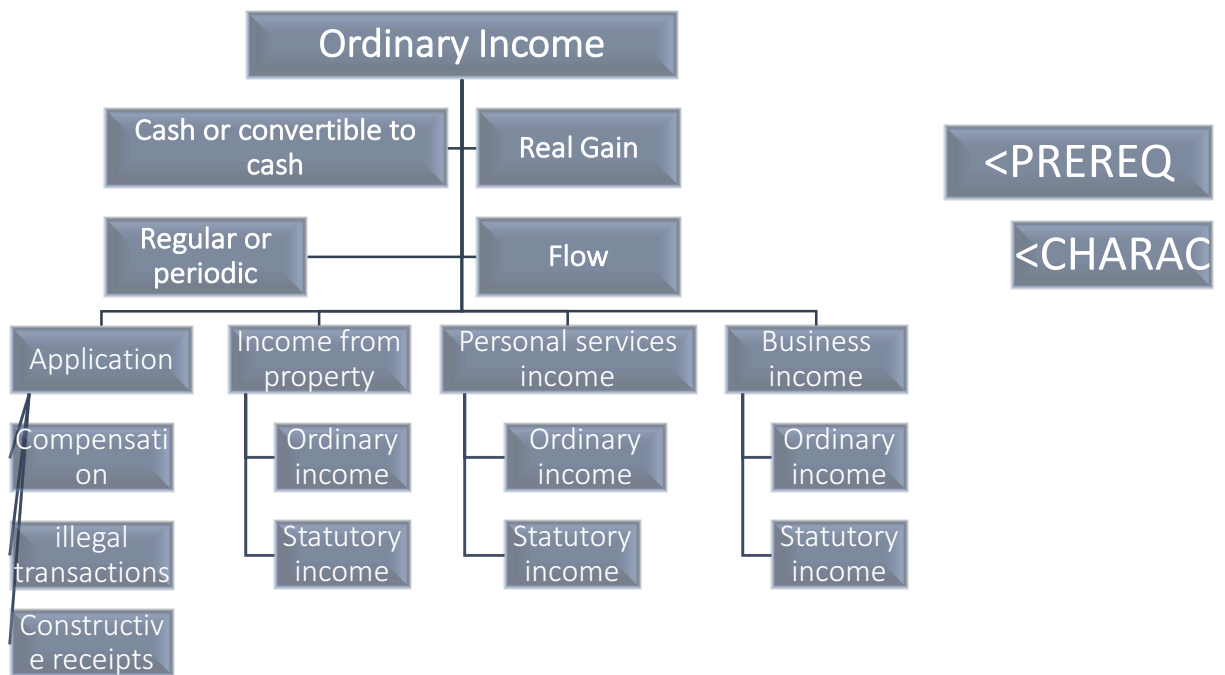 Ordinary Income
Cash or convertible to
cash
Real Gain
<PREREQ
Regular or
periodic
Flow
<CHARAC
Application
Income from
property
Personal services
income
Business
income
Compensati
on
Ordinary
income
Ordinary
income
Ordinary
income
illegal
transactions
Statutory
income
Statutory
income
Statutory
income
Constructiv
e receipts